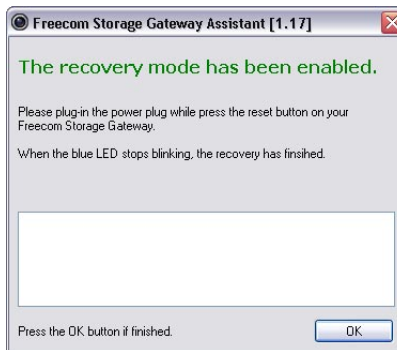 Freecom Storage Gateway Assistant [1.17]
The recovery mode has been enabled.
Please plug-in the power plug while press the reset button on your
Freecom Storage Gateway.
When the blue LED stops blinking, the recovery has finsihed.
Press the OK button if finished.
OK